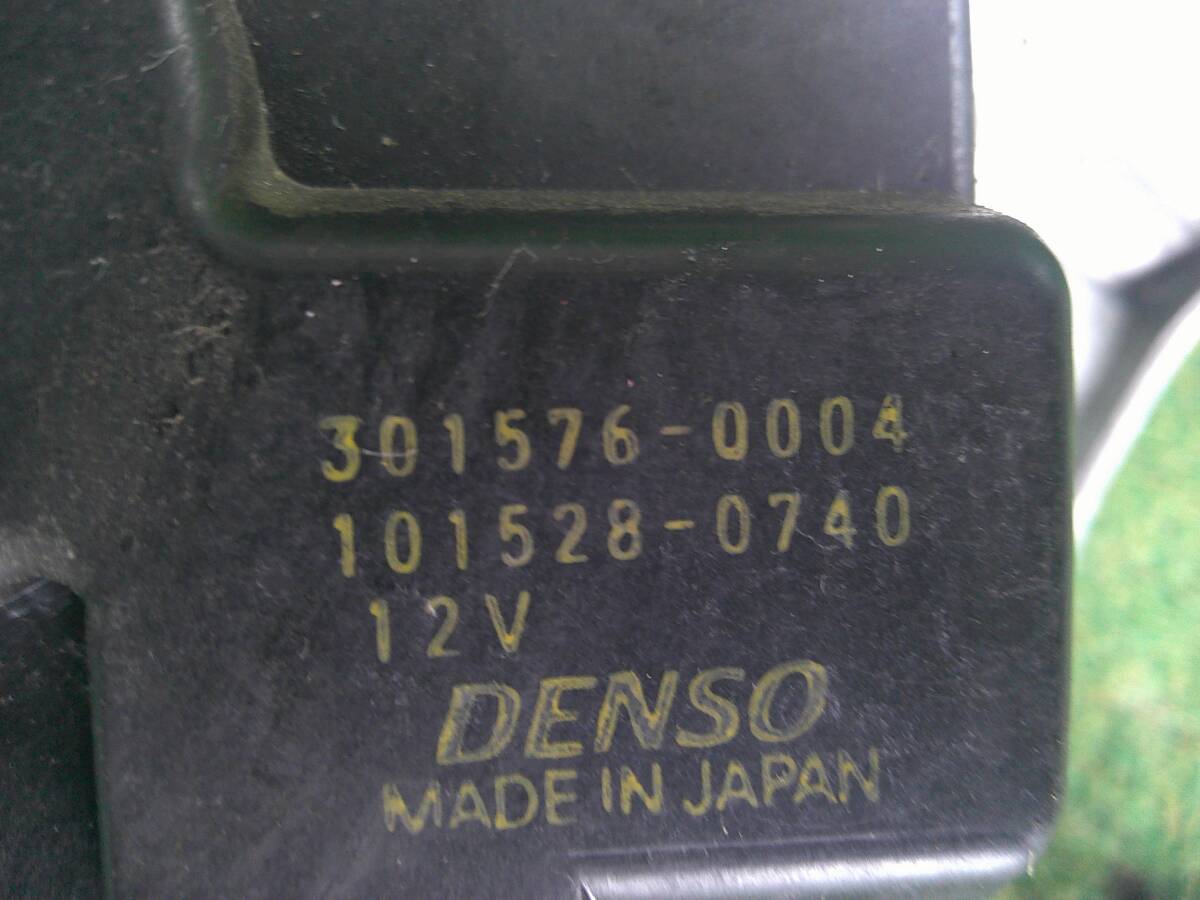 301576-0004
101528-0740
12V
DENSO
MADE IN JAPAN